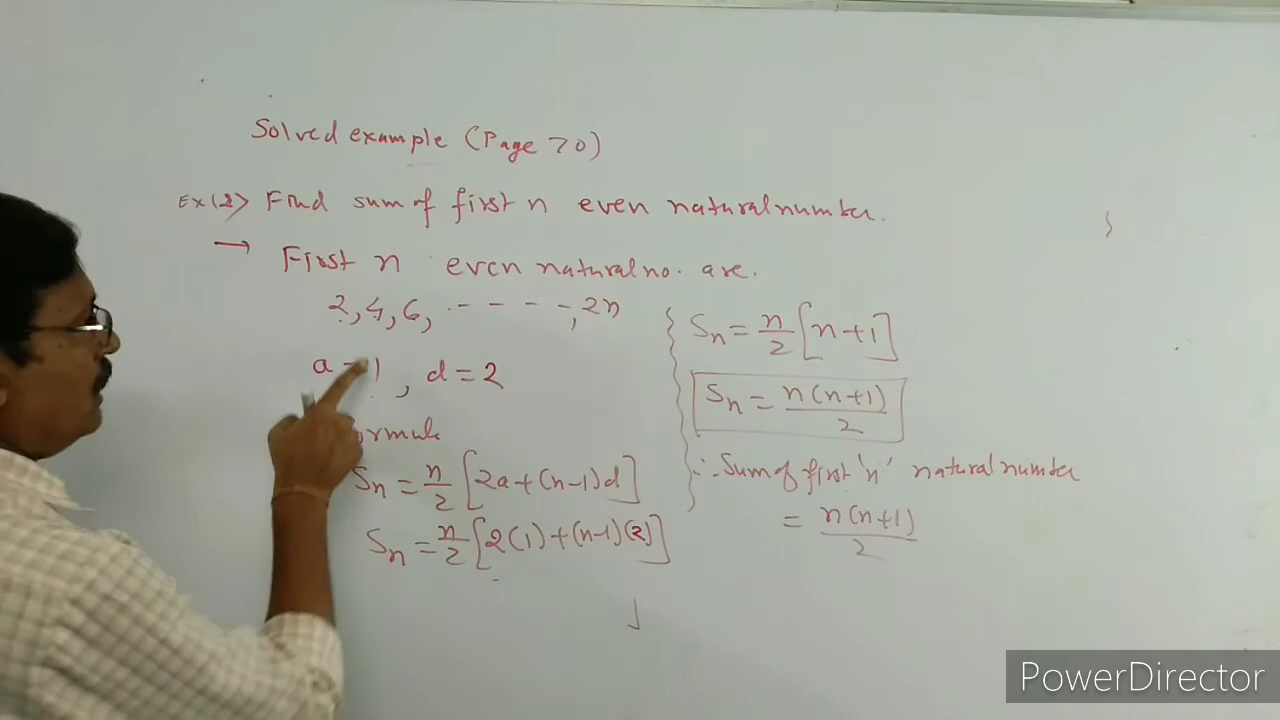 Solved example (Page 70)
Ex(2) Find sum of first n even natural number.
→ First n even natural no. are.
2, 4, 6, - - - -, 2n
a = 1, d = 2
Sn = n/2 [2a + (n-1)d]
Sn = n/2 [2(1) + (n-1)(2)]
Sn = n/2 [n+1]
Sn = n(n+1)/2
∴ Sum of first 'n' natural number
= n(n+1)/2
PowerDirector